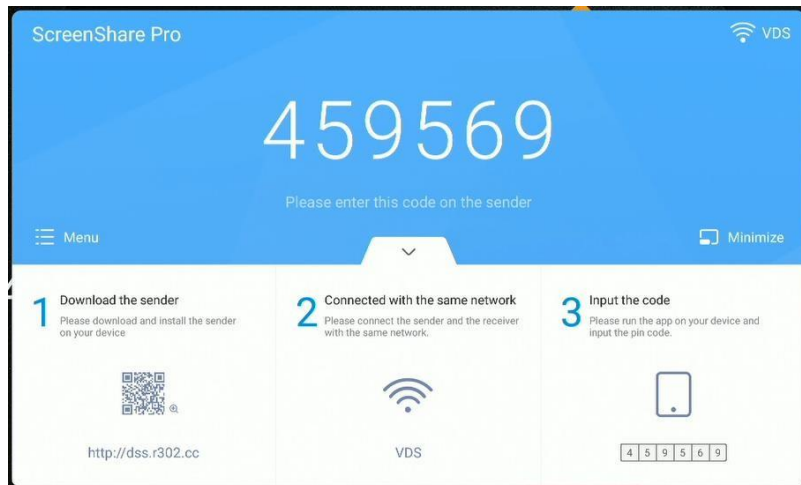 ScreenShare Pro
VDS
459569
Please enter this code on the sender
Menu
Minimize
1 Download the sender
Please download and install the sender
on your device
http://dss.r302.cc
2 Connected with the same network
Please connect the sender and the receiver
with the same network.
VDS
3 Input the code
Please run the app on your device and
input the pin code.
4 5 9 5 6 9